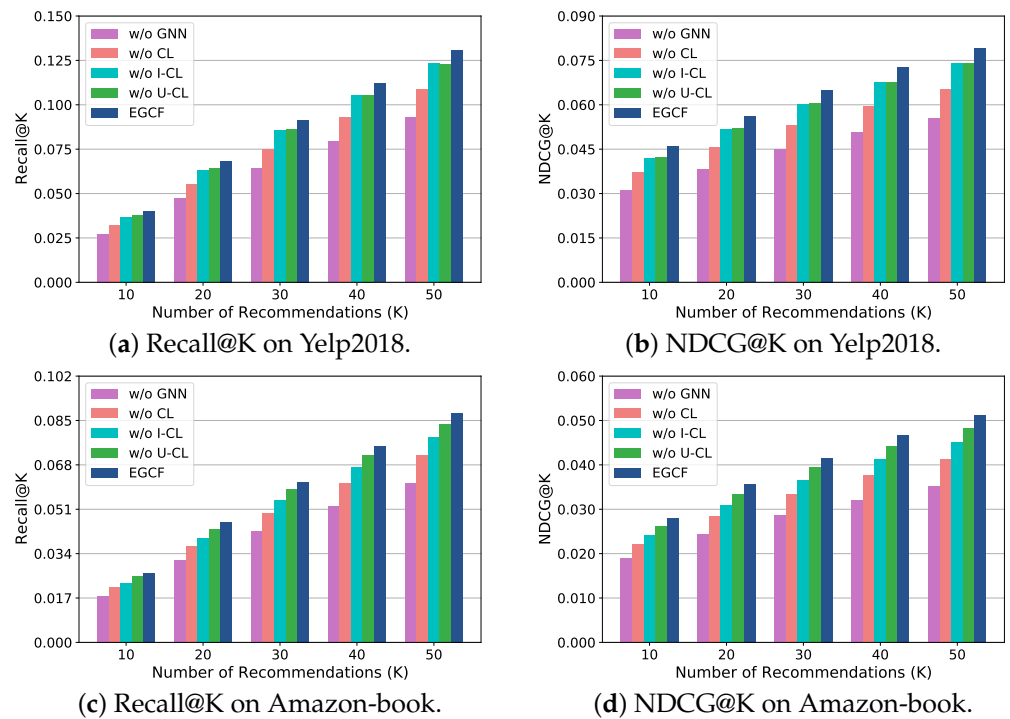 0.150
0.125
0.100
0.075
0.050
0.025
0.000
Recall@K
w/o GNN
w/o CL
w/o I-CL
w/o U-CL
EGCF
10 20 30 40 50
Number of Recommendations (K)
(a) Recall@K on Yelp2018.
0.090
0.075
0.060
0.045
0.030
0.015
0.000
NDCG@K
w/o GNN
w/o CL
w/o I-CL
w/o U-CL
EGCF
10 20 30 40 50
Number of Recommendations (K)
(b) NDCG@K on Yelp2018.
0.102
0.085
0.068
0.051
0.034
0.017
0.000
Recall@K
w/o GNN
w/o CL
w/o I-CL
w/o U-CL
EGCF
10 20 30 40 50
Number of Recommendations (K)
(c) Recall@K on Amazon-book.
0.060
0.050
0.040
0.030
0.020
0.010
0.000
NDCG@K
w/o GNN
w/o CL
w/o I-CL
w/o U-CL
EGCF
10 20 30 40 50
Number of Recommendations (K)
(d) NDCG@K on Amazon-book.